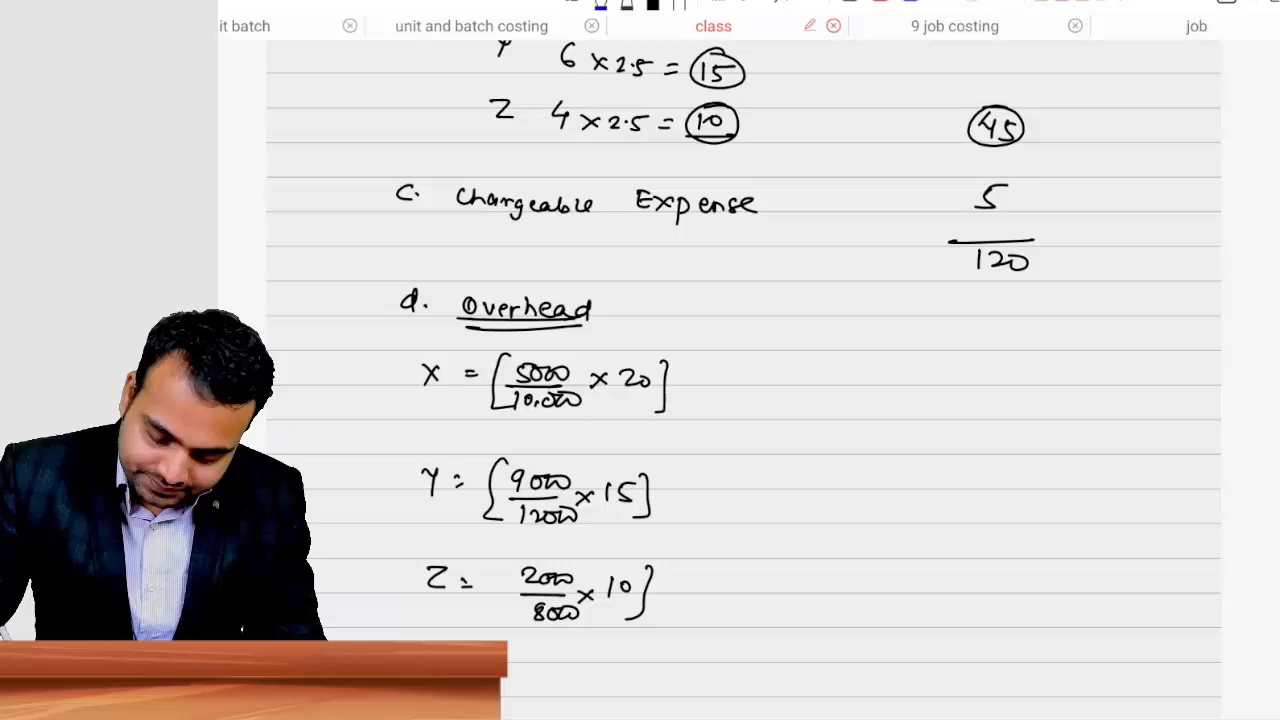 it batch unit and batch costing class 9 job costing job
Y 6 × 2.5 = 15
Z 4 × 2.5 = 10 45
C. Chargeable Expense 5
120
d. Overhead
X = [5000/10,000 × 20]
Y = [9000/12000 × 15]
Z = 2000/8000 × 10]